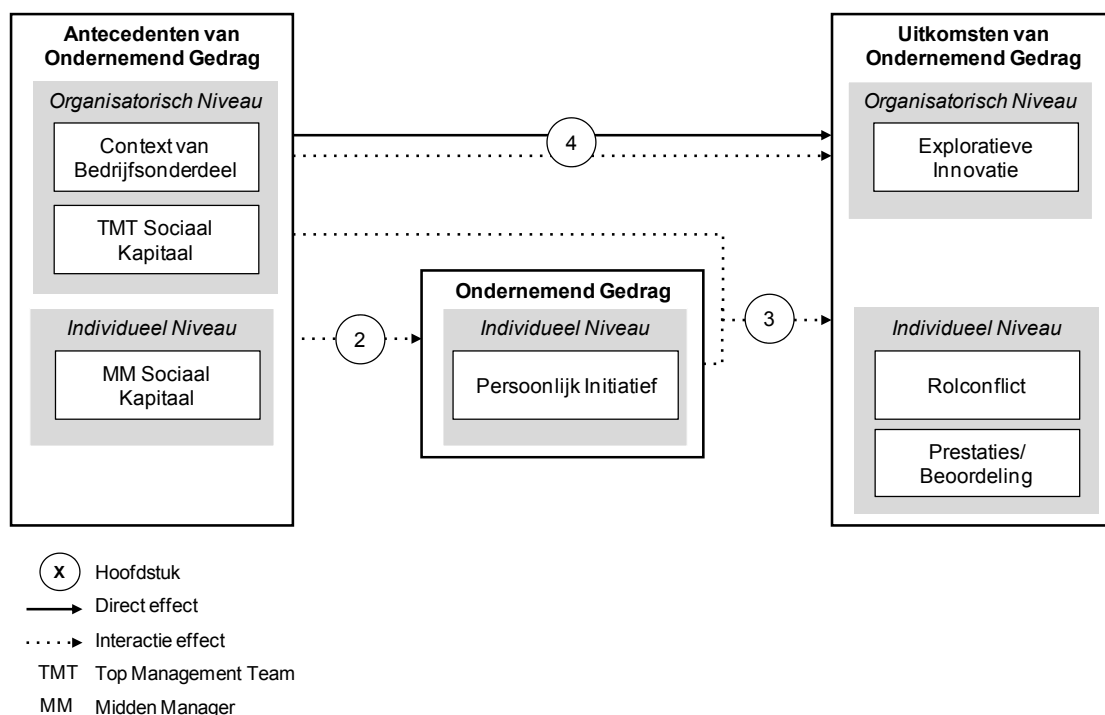 Antecedenten van
Ondernemend Gedrag
Organisatorisch Niveau
Context van
Bedrijfsonderdeel
TMT Sociaal
Kapitaal
Individueel Niveau
MM Sociaal
Kapitaal
4
2
3
Ondernemend Gedrag
Individueel Niveau
Persoonlijk Initiatief
Uitkomsten van
Ondernemend Gedrag
Organisatorisch Niveau
Exploratieve
Innovatie
Individueel Niveau
Rolconflict
Prestaties/
Beoordeling
X Hoofdstuk
Direct effect
Interactie effect
TMT Top Management Team
MM Midden Manager